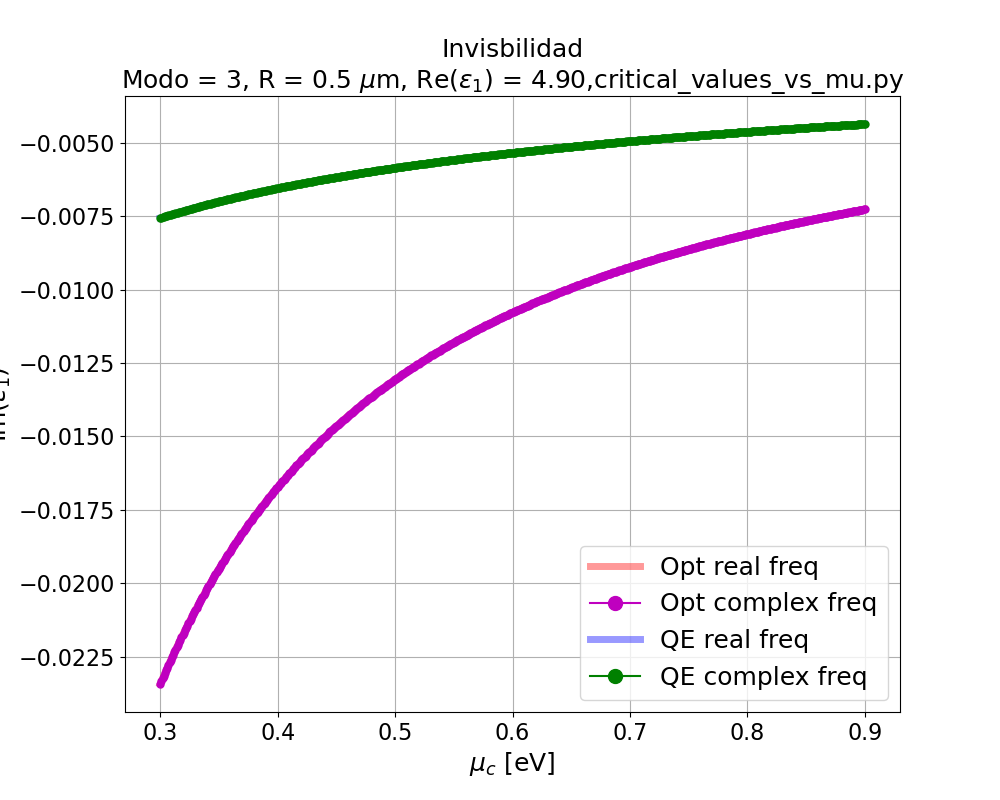 Invisbilidad
Modo = 3, R = 0.5 μm, Re(ε₁) = 4.90,critical_values_vs_mu.py
−0.0050
−0.0075
−0.0100
−0.0125
−0.0150
−0.0175
−0.0200
−0.0225
Opt real freq
Opt complex freq
QE real freq
QE complex freq
0.3 0.4 0.5 0.6 0.7 0.8 0.9
μ_c [eV]